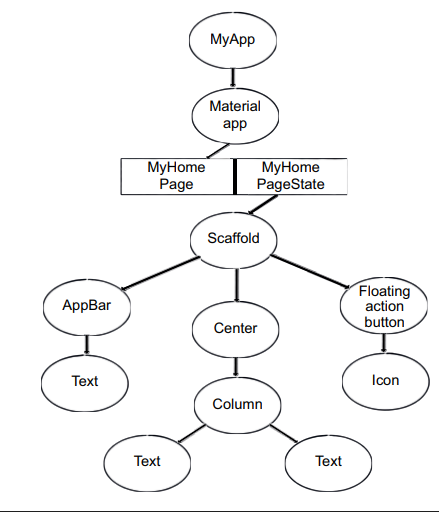 MyApp
Material
app
MyHome
Page
MyHome
PageState
Scaffold
AppBar
Center
Floating
action
button
Text
Icon
Column
Text
Text